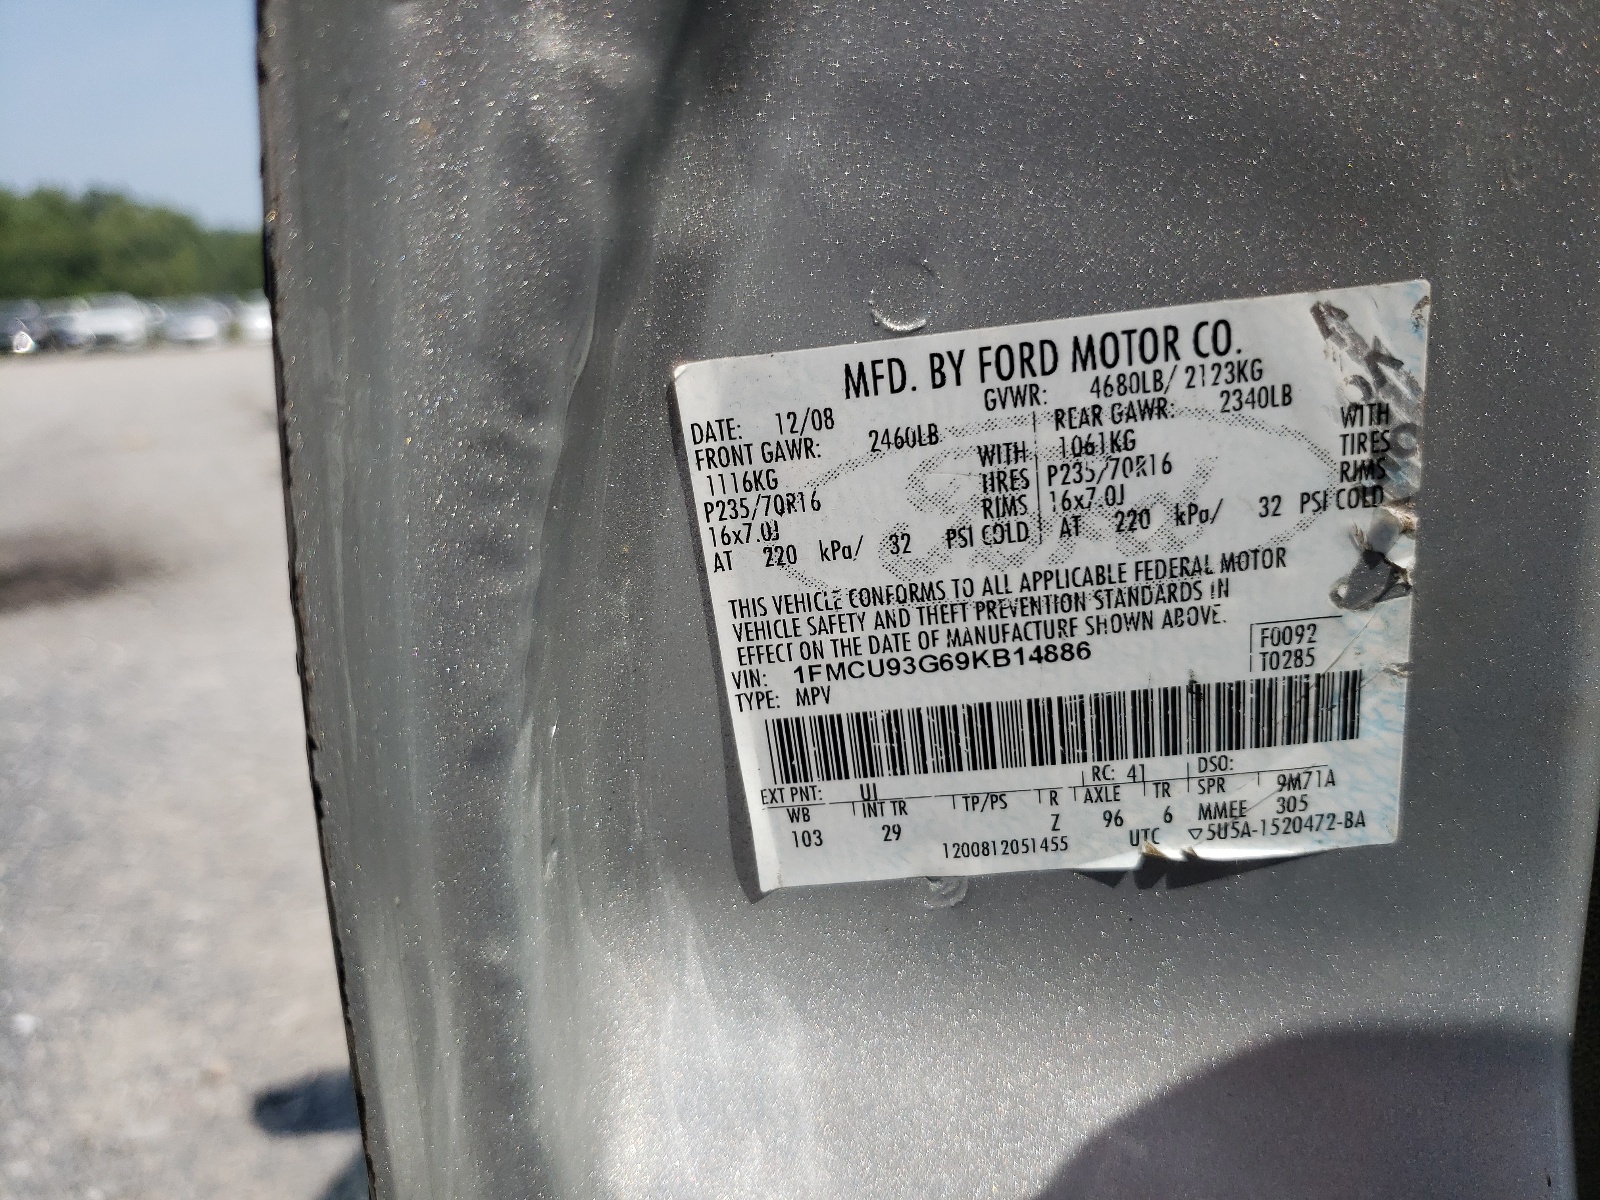 MFD. BY FORD MOTOR CO.
DATE: 12/08 GVWR: 4680LB/ 2123KG
FRONT GAWR: 2460LB REAR GAWR: 2340LB
1116KG WITH 1061KG WITH
P235/70R16 TIRES P235/70R16 TIRES
16x7.0J RIMS 16x7.0J RIMS
AT 220 kPa/ 32 PSI COLD AT 220 kPa/ 32 PSI COLD
THIS VEHICLE CONFORMS TO ALL APPLICABLE FEDERAL MOTOR
VEHICLE SAFETY AND THEFT PREVENTION STANDARDS IN
EFFECT ON THE DATE OF MANUFACTURE SHOWN ABOVE.
VIN: 1FMCU93G69KB14886 F0092
TYPE: MPV T0285
EXT PNT: UI RC: 41 DSO:
WB INT TR TP/PS R AXLE TR SPR 9M71A
103 29 Z 96 6 MMEE 305
1200812051455 UTC ▽5U5A-1520472-BA